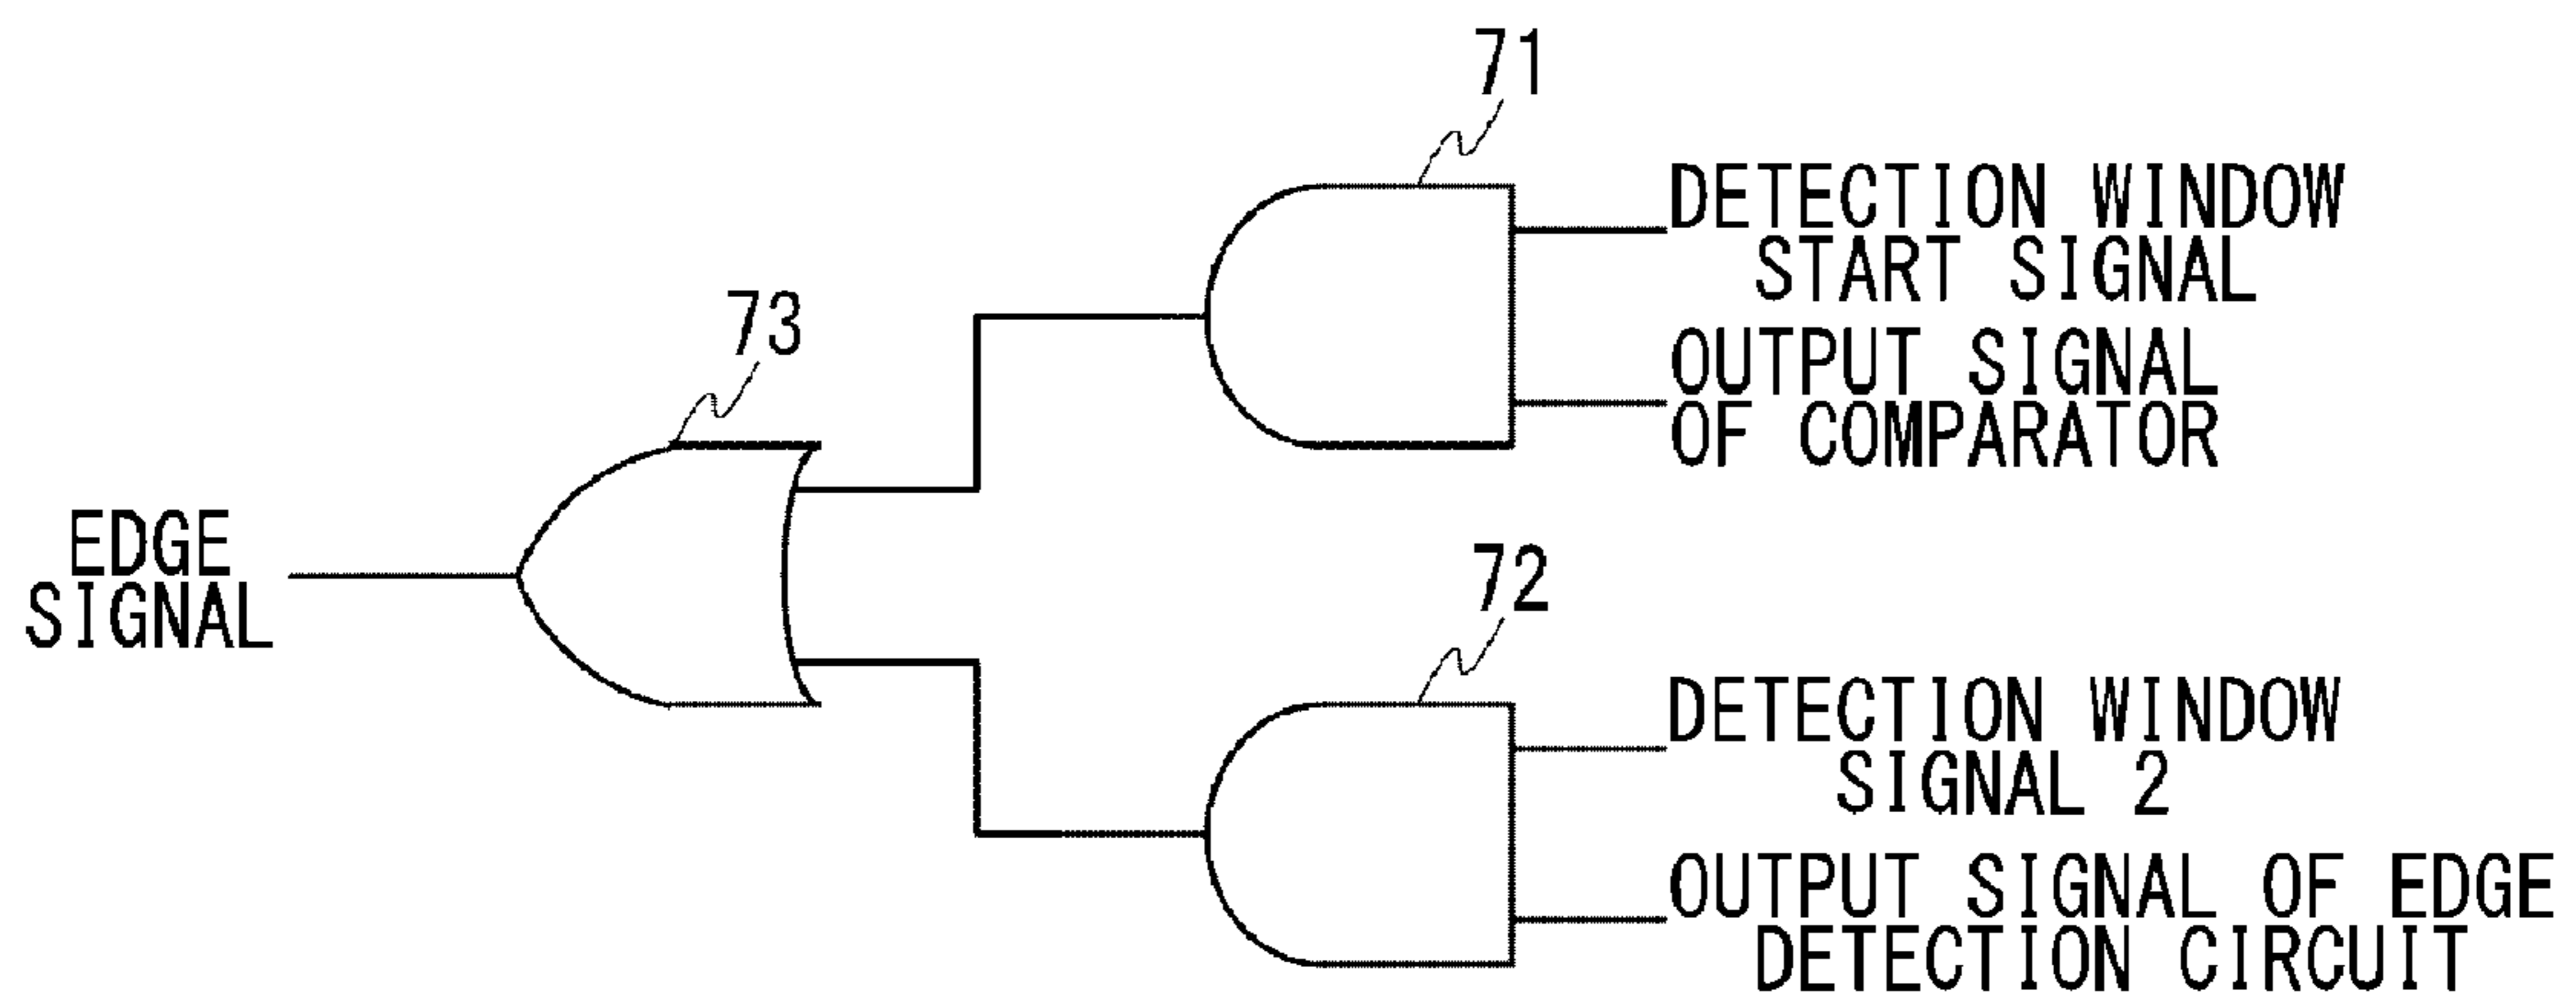 71
DETECTION WINDOW
START SIGNAL
73
OUTPUT SIGNAL
OF COMPARATOR
EDGE
SIGNAL
72
DETECTION WINDOW
SIGNAL 2
OUTPUT SIGNAL OF EDGE
DETECTION CIRCUIT